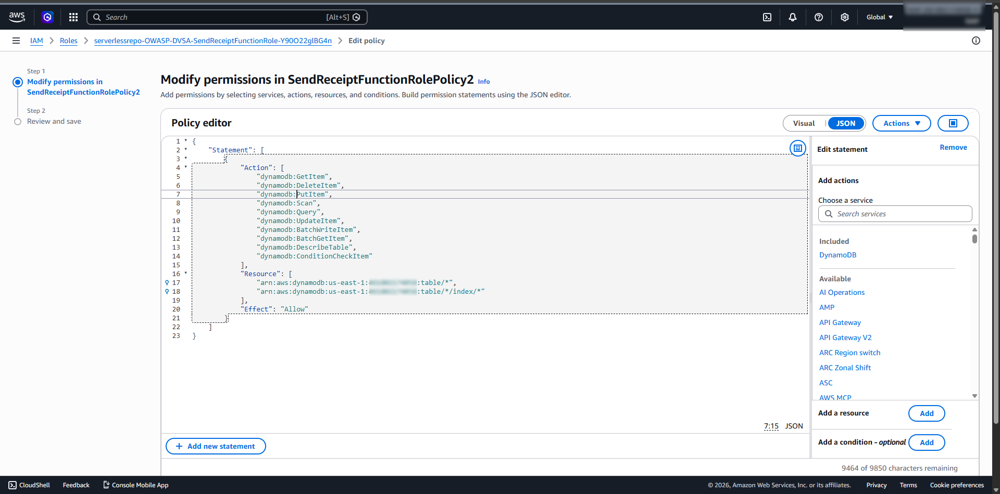 aws
Search
[Alt+S]
Global
IAM
Roles
serverlessrepo-OWASP-DVSA-SendReceiptFunctionRole-Y90O22glBG4n
Edit policy
Step 1
Modify permissions in
SendReceiptFunctionRolePolicy2
Step 2
Review and save
Modify permissions in SendReceiptFunctionRolePolicy2 Info
Add permissions by selecting services, actions, resources, and conditions. Build permission statements using the JSON editor.
Policy editor
Visual
JSON
Actions
1 {
2 "Statement": [
3 {
4 "Action": [
5 "dynamodb:GetItem",
6 "dynamodb:DeleteItem",
7 "dynamodb:PutItem",
8 "dynamodb:Scan",
9 "dynamodb:Query",
10 "dynamodb:UpdateItem",
11 "dynamodb:BatchWriteItem",
12 "dynamodb:BatchGetItem",
13 "dynamodb:DescribeTable",
14 "dynamodb:ConditionCheckItem"
15 ],
16 "Resource": [
17 "arn:aws:dynamodb:us-east-1: :table/*",
18 "arn:aws:dynamodb:us-east-1: :table/*/index/*"
19 ],
20 "Effect": "Allow"
21 }
22 ]
23 }
7:15 JSON
Add new statement
Edit statement
Remove
Add actions
Choose a service
Search services
Included
DynamoDB
Available
AI Operations
AMP
API Gateway
API Gateway V2
ARC Region switch
ARC Zonal Shift
ASC
AWS MCP
Add a resource
Add
Add a condition - optional
Add
9464 of 9850 characters remaining
CloudShell
Feedback
Console Mobile App
© 2026, Amazon Web Services, Inc. or its affiliates.
Privacy
Terms
Cookie preferences